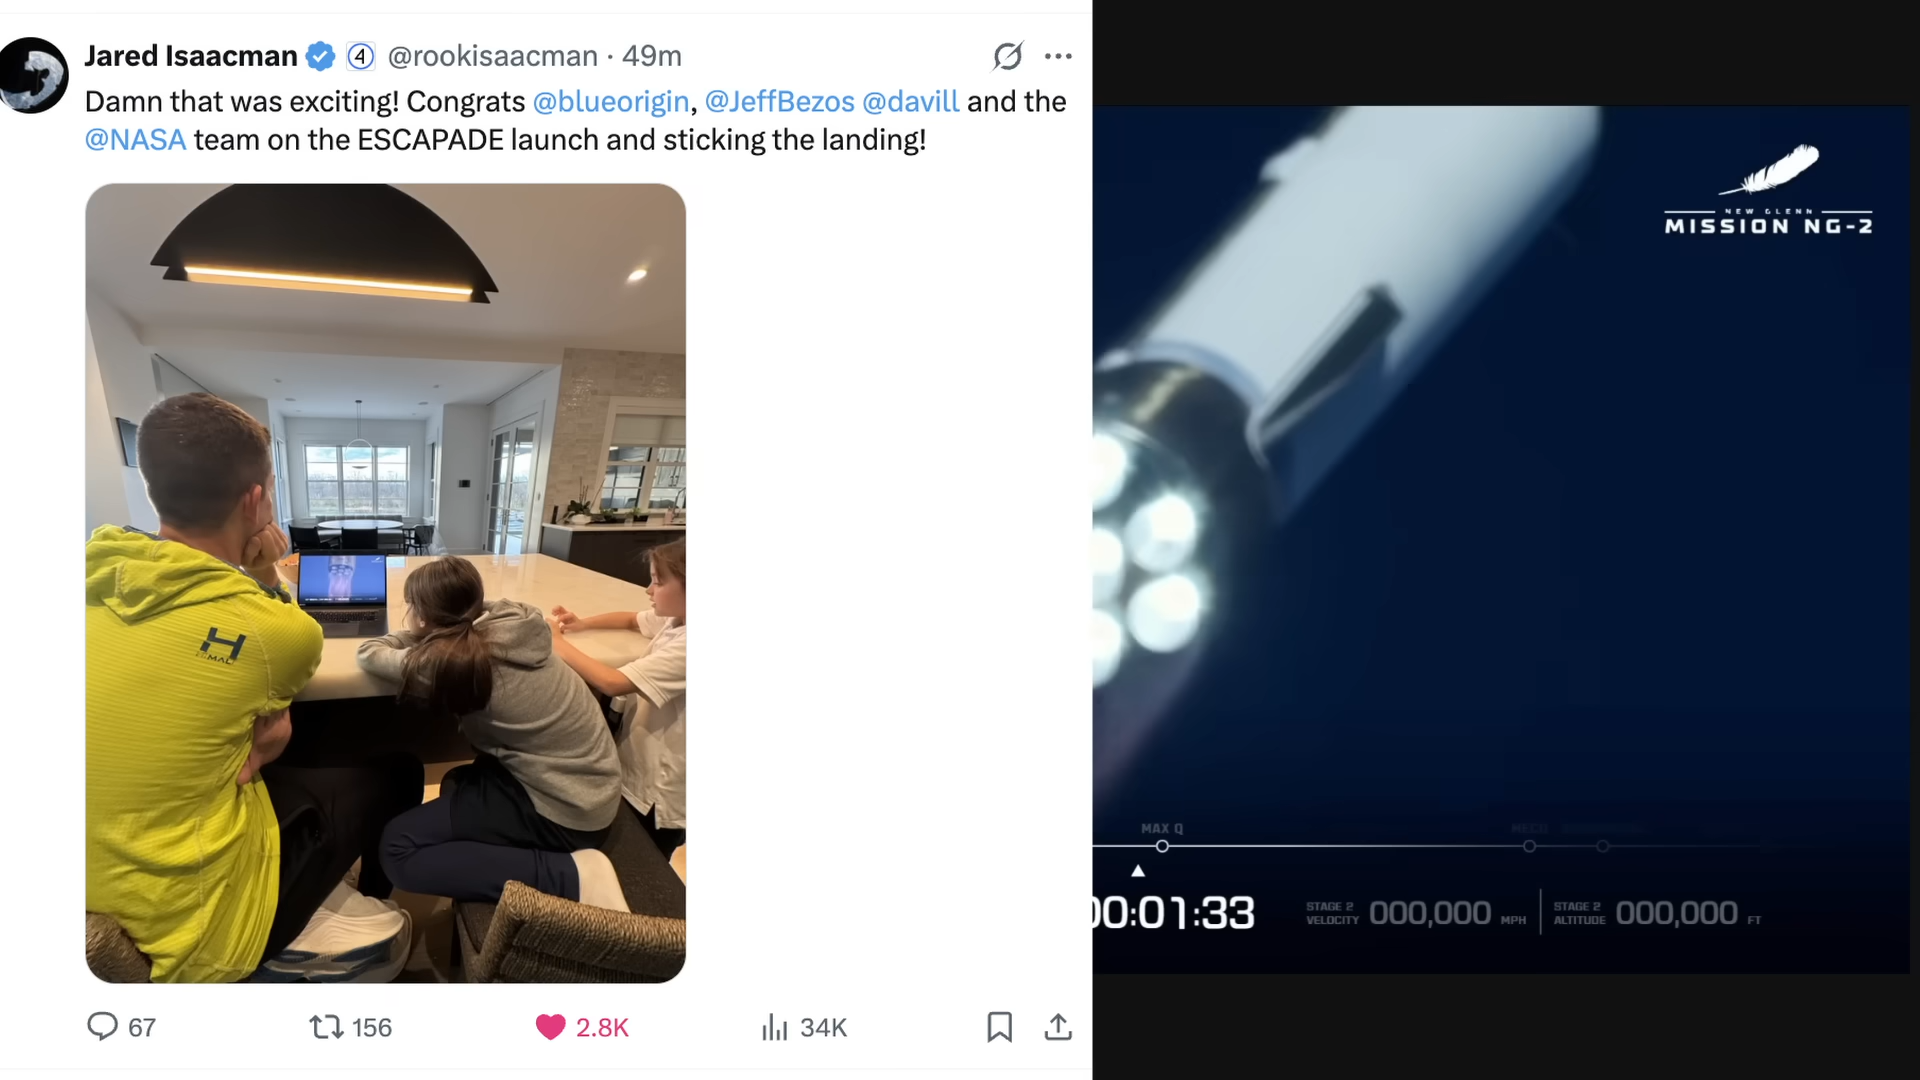 Jared Isaacman 4 @rookisaacman · 49m
Damn that was exciting! Congrats @blueorigin, @JeffBezos @davill and the
@NASA team on the ESCAPADE launch and sticking the landing!
H
67 156 2.8K 34K
NEW GLENN
MISSION NG-2
MAX Q MECO
00:01:33
STAGE 2
VELOCITY 000,000 MPH
STAGE 2
ALTITUDE 000,000 FT